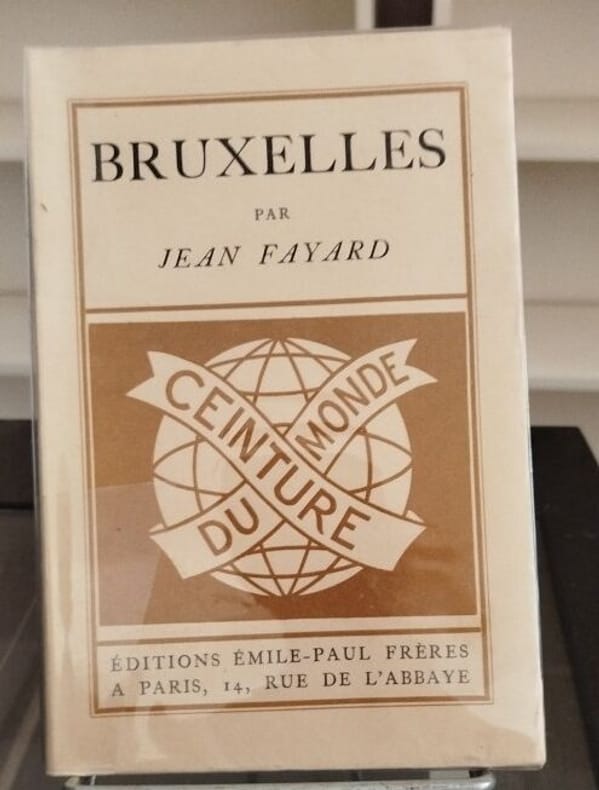 BRUXELLES
PAR
JEAN FAYARD
CEINTURE
DU MONDE
ÉDITIONS ÉMILE-PAUL FRÈRES
A PARIS, 14, RUE DE L'ABBAYE